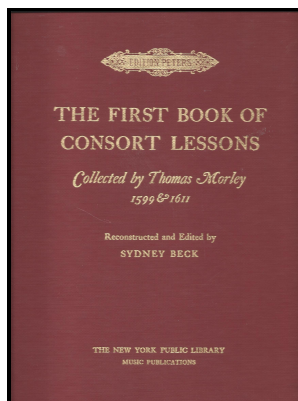 EDITION PETERS
THE FIRST BOOK OF
CONSORT LESSONS
Collected by Thomas Morley
1599 & 1611
Reconstructed and Edited by
SYDNEY BECK
THE NEW YORK PUBLIC LIBRARY
MUSIC PUBLICATIONS